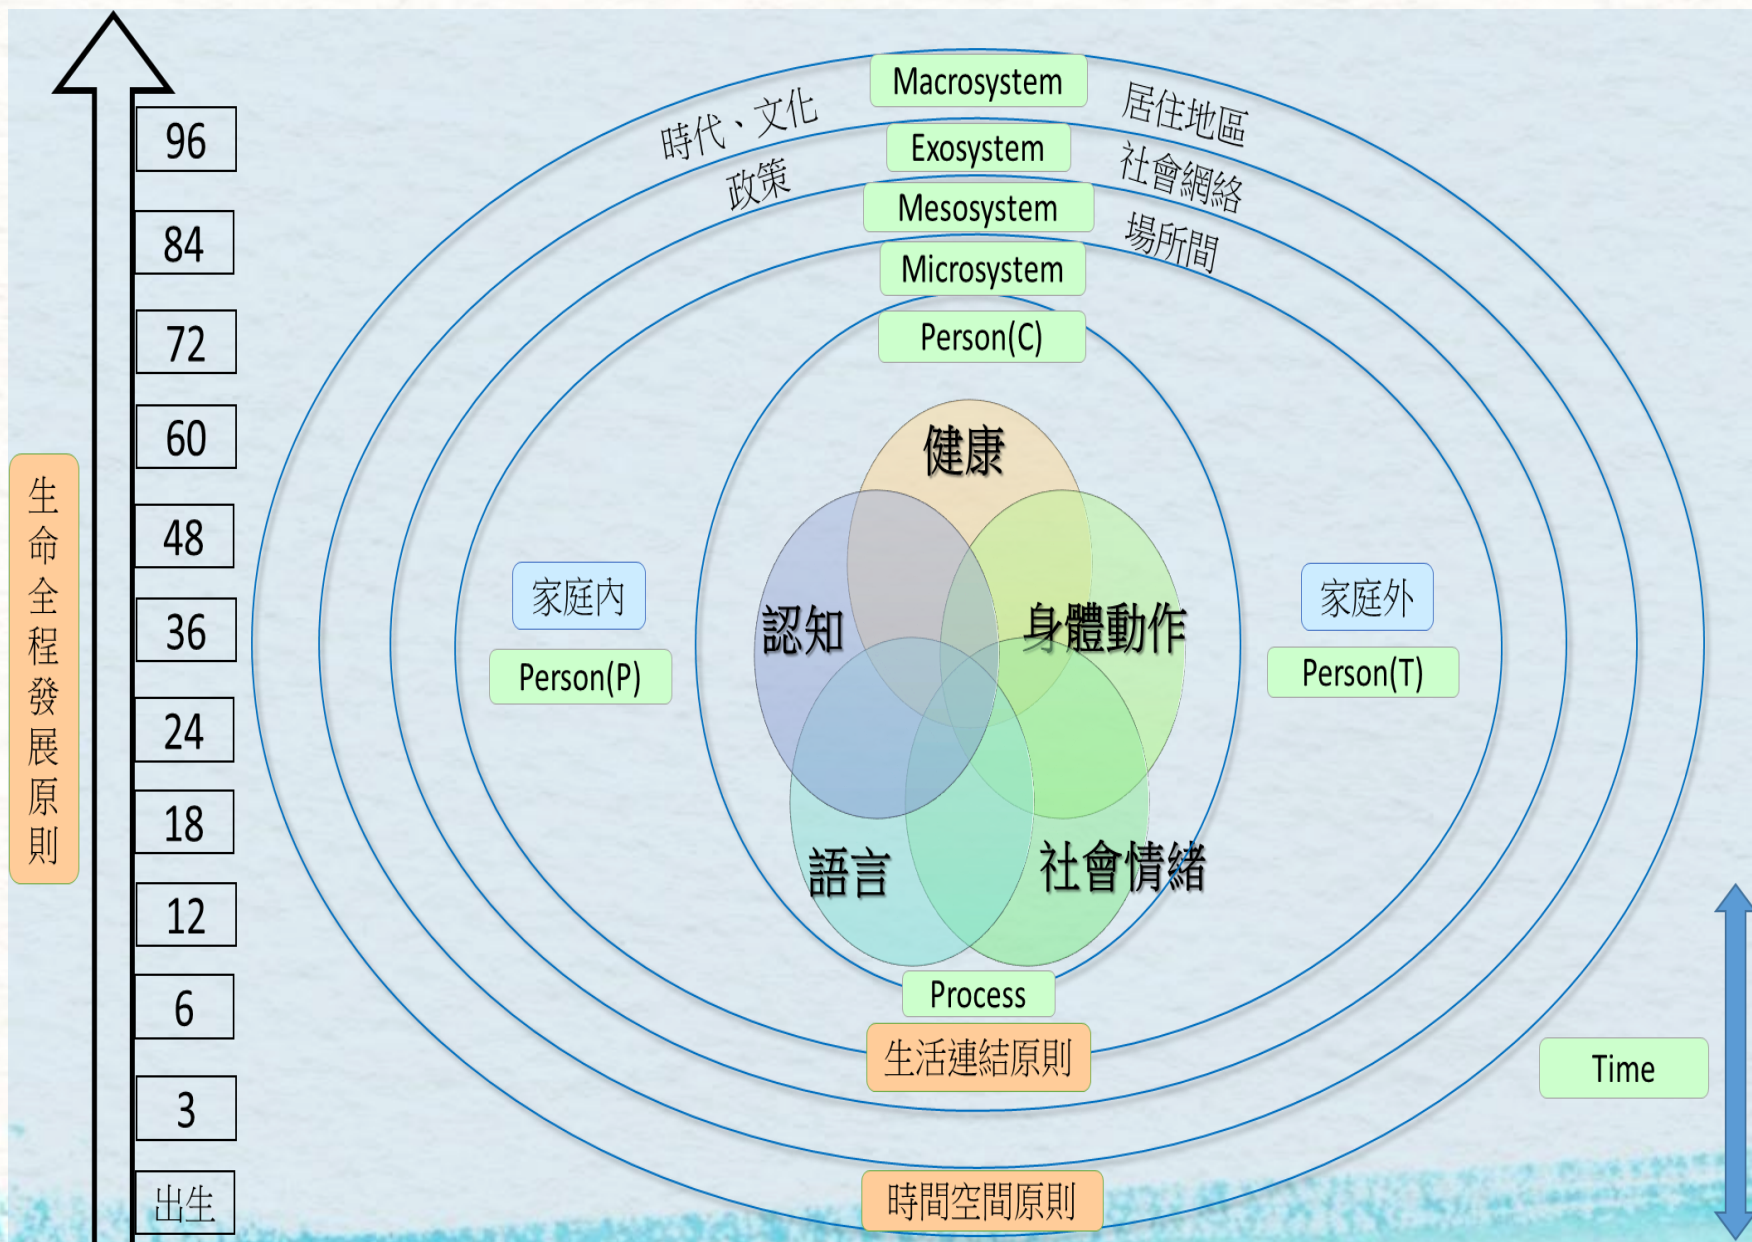 生命全程發展原則
96
84
72
60
48
36
24
18
12
6
3
出生
Macrosystem
時代、文化
居住地區
Exosystem
政策
社會網絡
Mesosystem
場所間
Microsystem
Person(C)
健康
認知
身體動作
語言
社會情緒
家庭內
Person(P)
家庭外
Person(T)
Process
生活連結原則
時間空間原則
Time